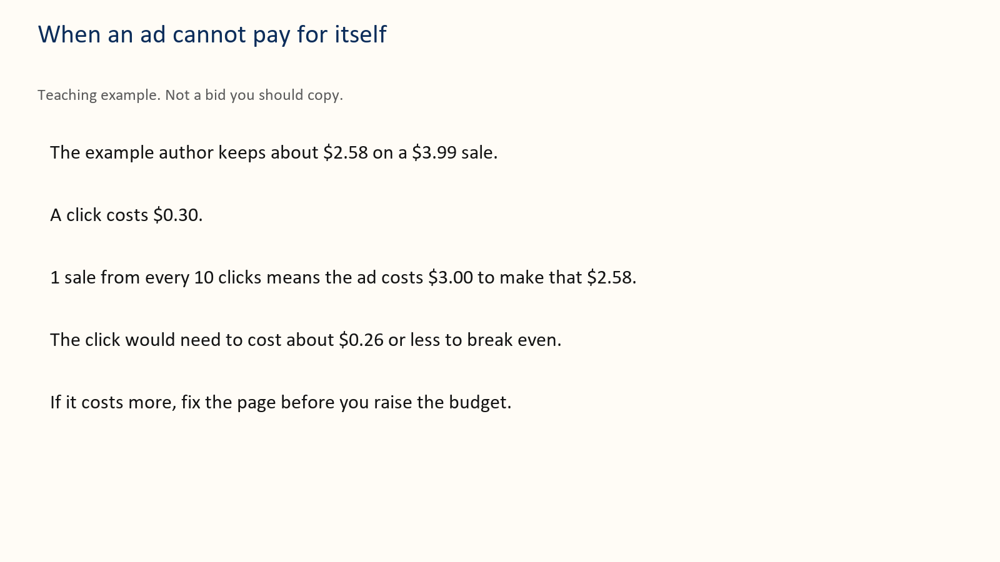 When an ad cannot pay for itself
Teaching example. Not a bid you should copy.
The example author keeps about $2.58 on a $3.99 sale.
A click costs $0.30.
1 sale from every 10 clicks means the ad costs $3.00 to make that $2.58.
The click would need to cost about $0.26 or less to break even.
If it costs more, fix the page before you raise the budget.